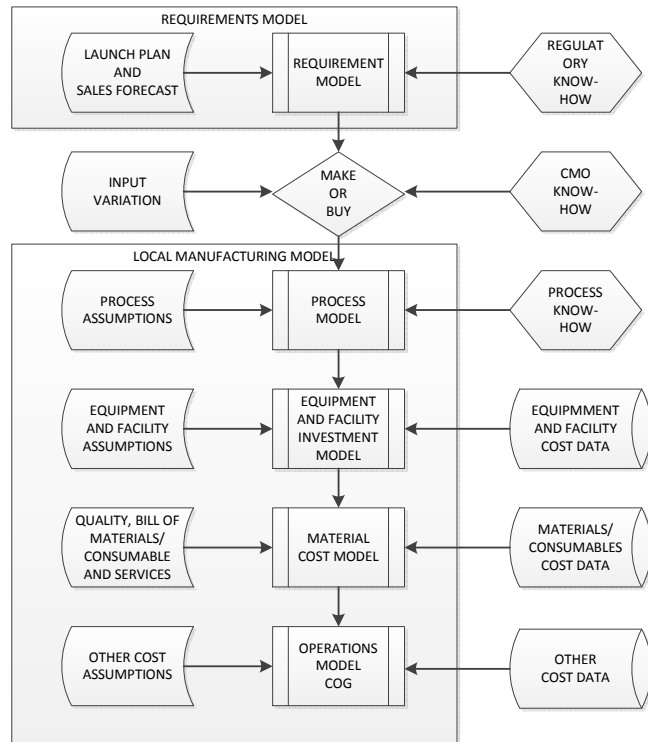 REQUIREMENTS MODEL
LAUNCH PLAN
AND
SALES FORECAST
REQUIREMENT
MODEL
REGULAT
ORY
KNOW-
HOW
INPUT
VARIATION
MAKE
OR
BUY
CMO
KNOW-
HOW
LOCAL MANUFACTURING MODEL
PROCESS
ASSUMPTIONS
PROCESS
MODEL
PROCESS
KNOW-
HOW
EQUIPMENT
AND FACILITY
ASSUMPTIONS
EQUIPMENT
AND FACILITY
INVESTMENT
MODEL
EQUIPMMENT
AND FACILITY
COST DATA
QUALITY, BILL OF
MATERIALS/
CONSUMABLE
AND SERVICES
MATERIAL
COST MODEL
MATERIALS/
CONSUMABLES
COST DATA
OTHER COST
ASSUMPTIONS
OPERATIONS
MODEL
COG
OTHER
COST DATA